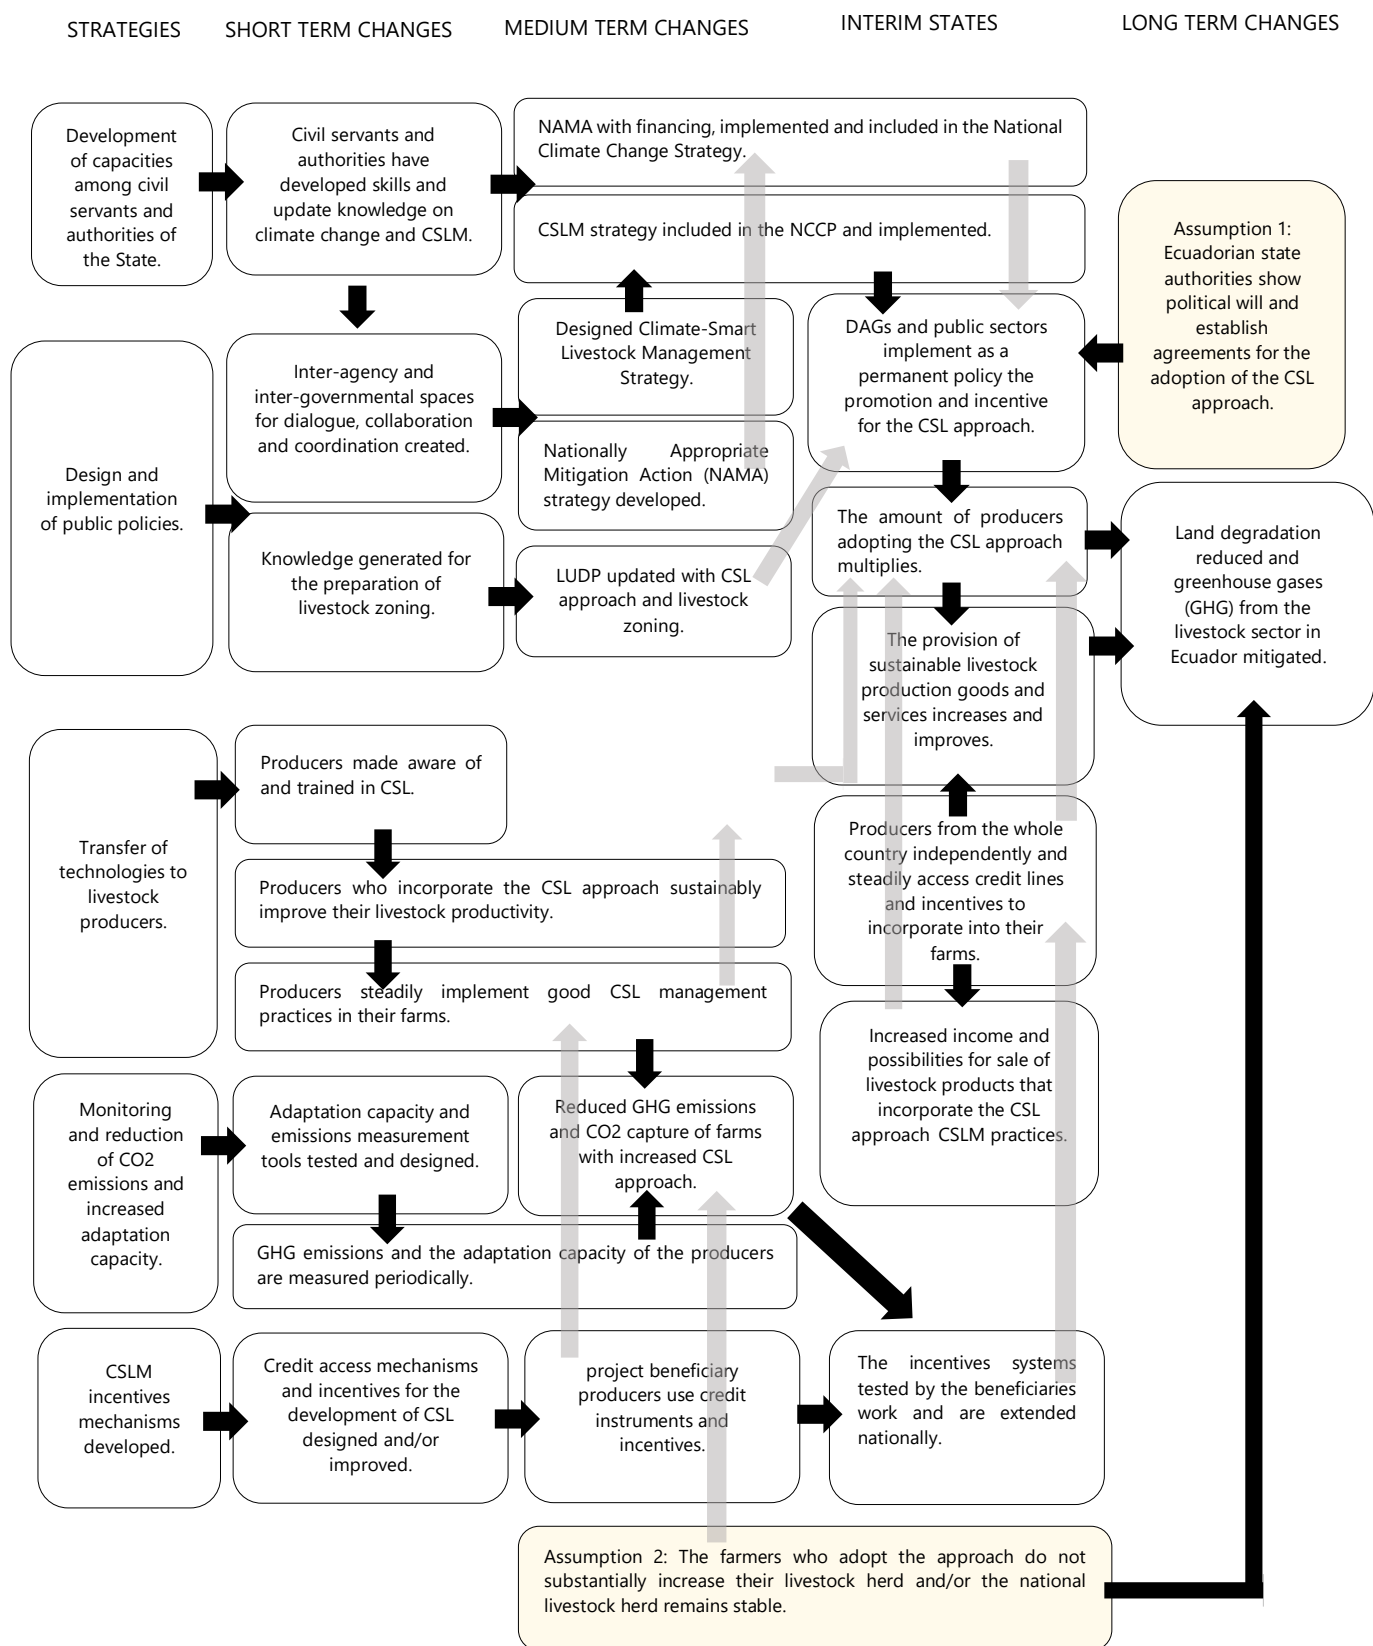 STRATEGIES
SHORT TERM CHANGES
MEDIUM TERM CHANGES
INTERIM STATES
LONG TERM CHANGES
Development
of capacities
among civil
servants and
authorities of
the State.
Civil servants and
authorities have
developed skills and
update knowledge on
climate change and CSLM.
NAMA with financing, implemented and included in the National
Climate Change Strategy.
CSLM strategy included in the NCCP and implemented.
Assumption 1:
Ecuadorian state
authorities show
political will and
establish
agreements for the
adoption of the CSL
approach.
Design and
implementation
of public policies.
Inter-agency and
inter-governmental spaces
for dialogue, collaboration
and coordination created.
Designed Climate-Smart
Livestock Management
Strategy.
DAGs and public sectors
implement as a
permanent policy the
promotion and incentive
for the CSL approach.
Nationally Appropriate
Mitigation Action (NAMA)
strategy developed.
The amount of producers
adopting the CSL approach
multiplies.
Land degradation
reduced and
greenhouse gases
(GHG) from the
livestock sector in
Ecuador mitigated.
Knowledge generated for
the preparation of
livestock zoning.
LUDP updated with CSL
approach and livestock
zoning.
The provision of
sustainable livestock
production goods and
services increases and
improves.
Transfer of
technologies to
livestock
producers.
Producers made aware of
and trained in CSL.
Producers who incorporate the CSL approach sustainably
improve their livestock productivity.
Producers steadily implement good CSL management
practices in their farms.
Producers from the whole
country independently and
steadily access credit lines
and incentives to
incorporate into their
farms.
Increased income and
possibilities for sale of
livestock products that
incorporate the CSL
approach CSLM practices.
Monitoring
and reduction
of CO2
emissions and
increased
adaptation
capacity.
Adaptation capacity and
emissions measurement
tools tested and designed.
Reduced GHG emissions
and CO2 capture of farms
with increased CSL
approach.
GHG emissions and the adaptation capacity of the producers
are measured periodically.
CSLM
incentives
mechanisms
developed.
Credit access mechanisms
and incentives for the
development of CSL
designed and/or
improved.
project beneficiary
producers use credit
instruments and
incentives.
The incentives systems
tested by the beneficiaries
work and are extended
nationally.
Assumption 2: The farmers who adopt the approach do not
substantially increase their livestock herd and/or the national
livestock herd remains stable.